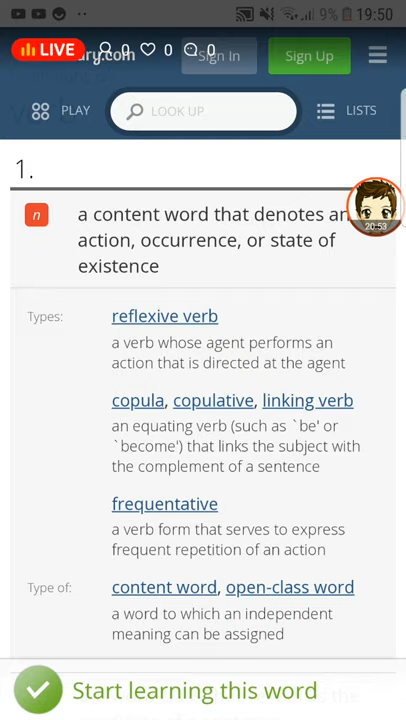 9% 19:50
LIVE 0 0 0
ary.com Sign In Sign Up
PLAY LOOK UP LISTS
1.
n a content word that denotes an
20:53
action, occurrence, or state of
existence
Types: reflexive verb
a verb whose agent performs an
action that is directed at the agent
copula, copulative, linking verb
an equating verb (such as `be' or
`become') that links the subject with
the complement of a sentence
frequentative
a verb form that serves to express
frequent repetition of an action
Type of: content word, open-class word
a word to which an independent
meaning can be assigned
Start learning this word